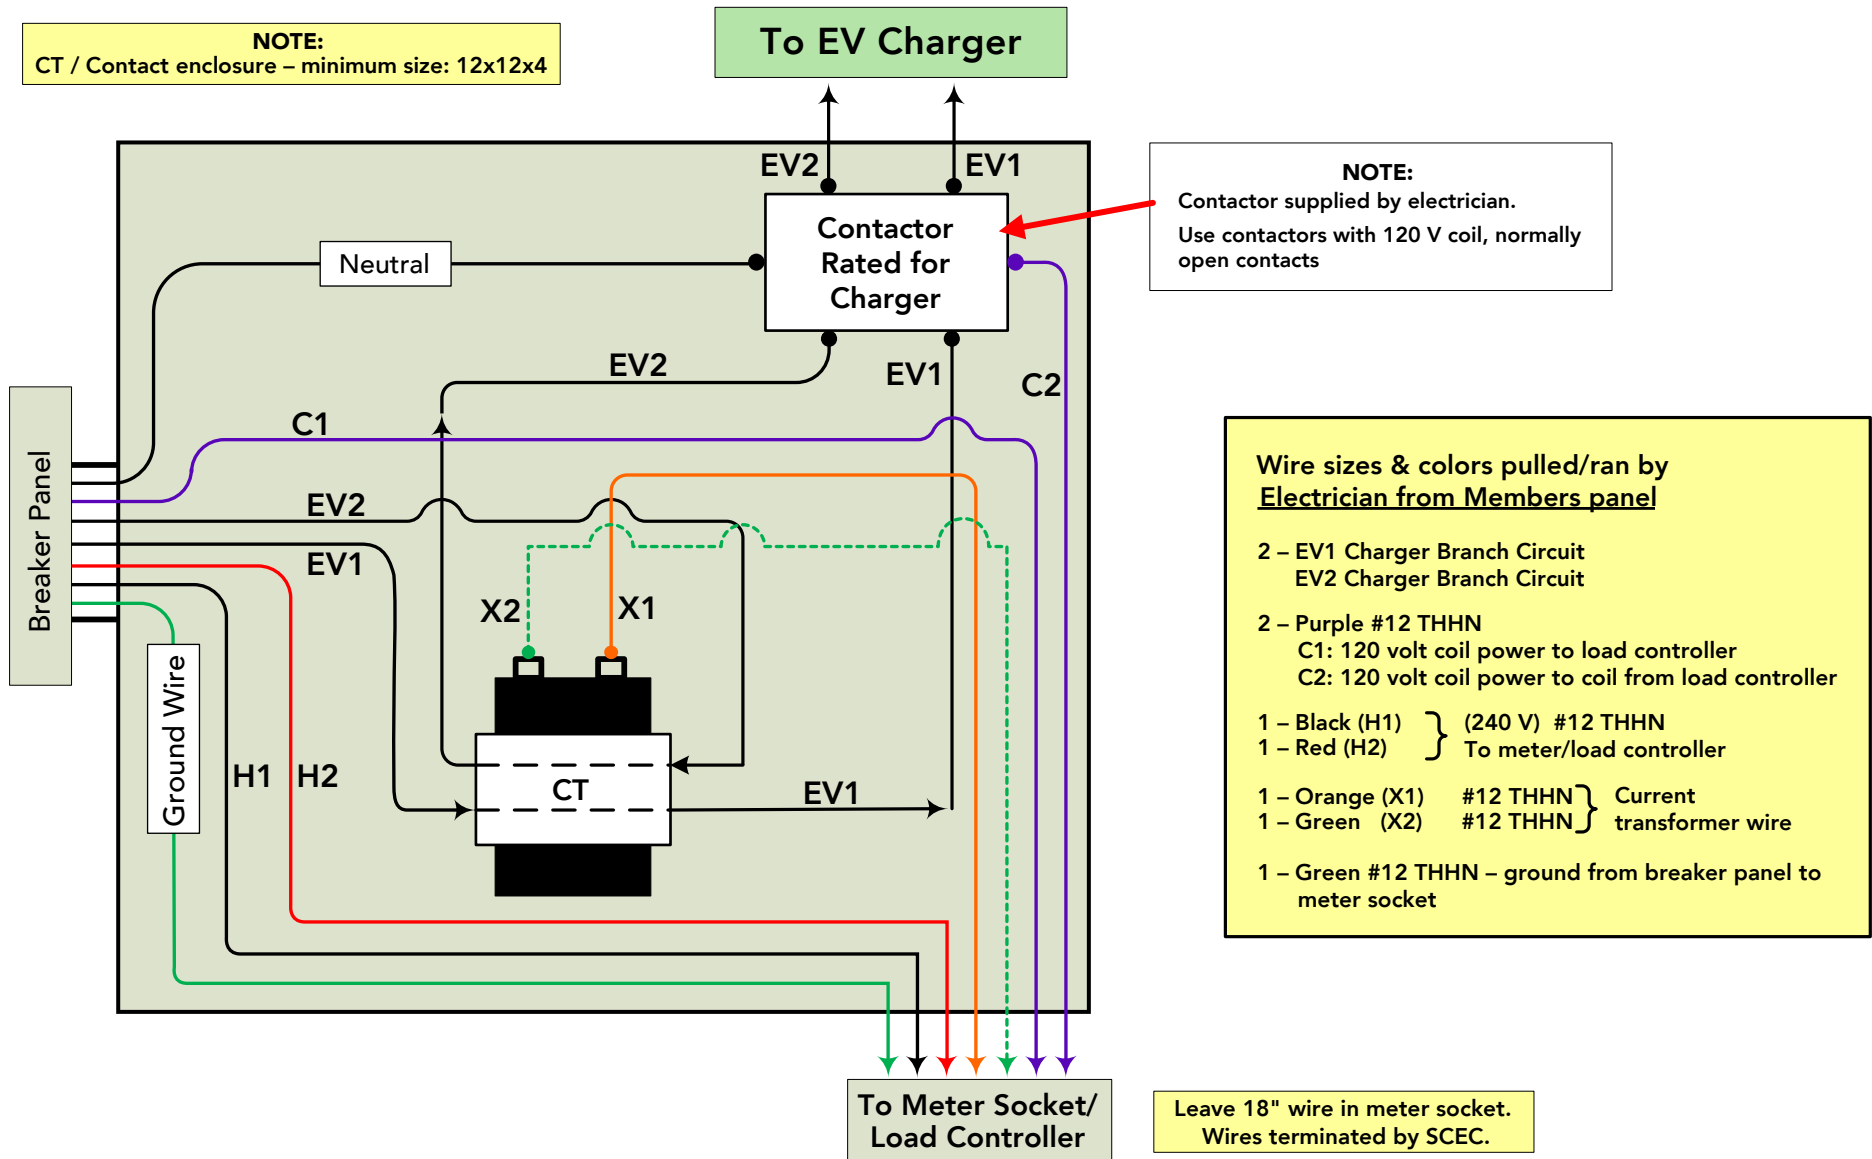 NOTE:
CT / Contact enclosure – minimum size: 12x12x4
To EV Charger
EV2
EV1
NOTE:
Contactor supplied by electrician.
Use contactors with 120 V coil, normally
open contacts
Contactor
Rated for
Charger
Neutral
EV2
EV1
C2
C1
Breaker Panel
EV2
EV1
X2
X1
Ground Wire
H1
H2
CT
EV1
Wire sizes & colors pulled/ran by
Electrician from Members panel
2 – EV1 Charger Branch Circuit
EV2 Charger Branch Circuit
2 – Purple #12 THHN
C1: 120 volt coil power to load controller
C2: 120 volt coil power to coil from load controller
1 – Black (H1) (240 V) #12 THHN
1 – Red (H2) To meter/load controller
1 – Orange (X1) #12 THHN Current
1 – Green (X2) #12 THHN transformer wire
1 – Green #12 THHN – ground from breaker panel to
meter socket
To Meter Socket/
Load Controller
Leave 18" wire in meter socket.
Wires terminated by SCEC.